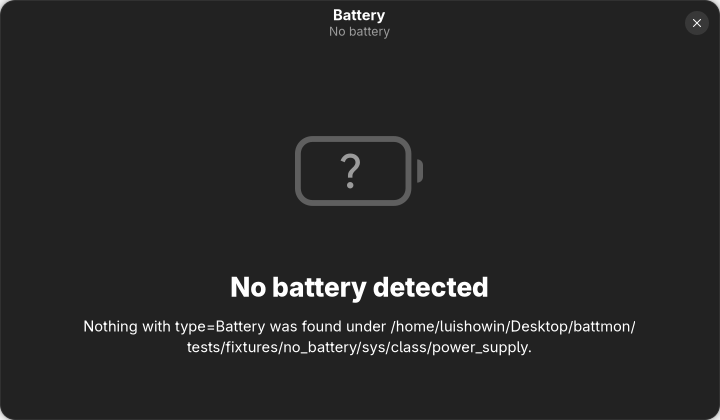 Battery
No battery
?
No battery detected
Nothing with type=Battery was found under /home/luishowin/Desktop/battmon/
tests/fixtures/no_battery/sys/class/power_supply.